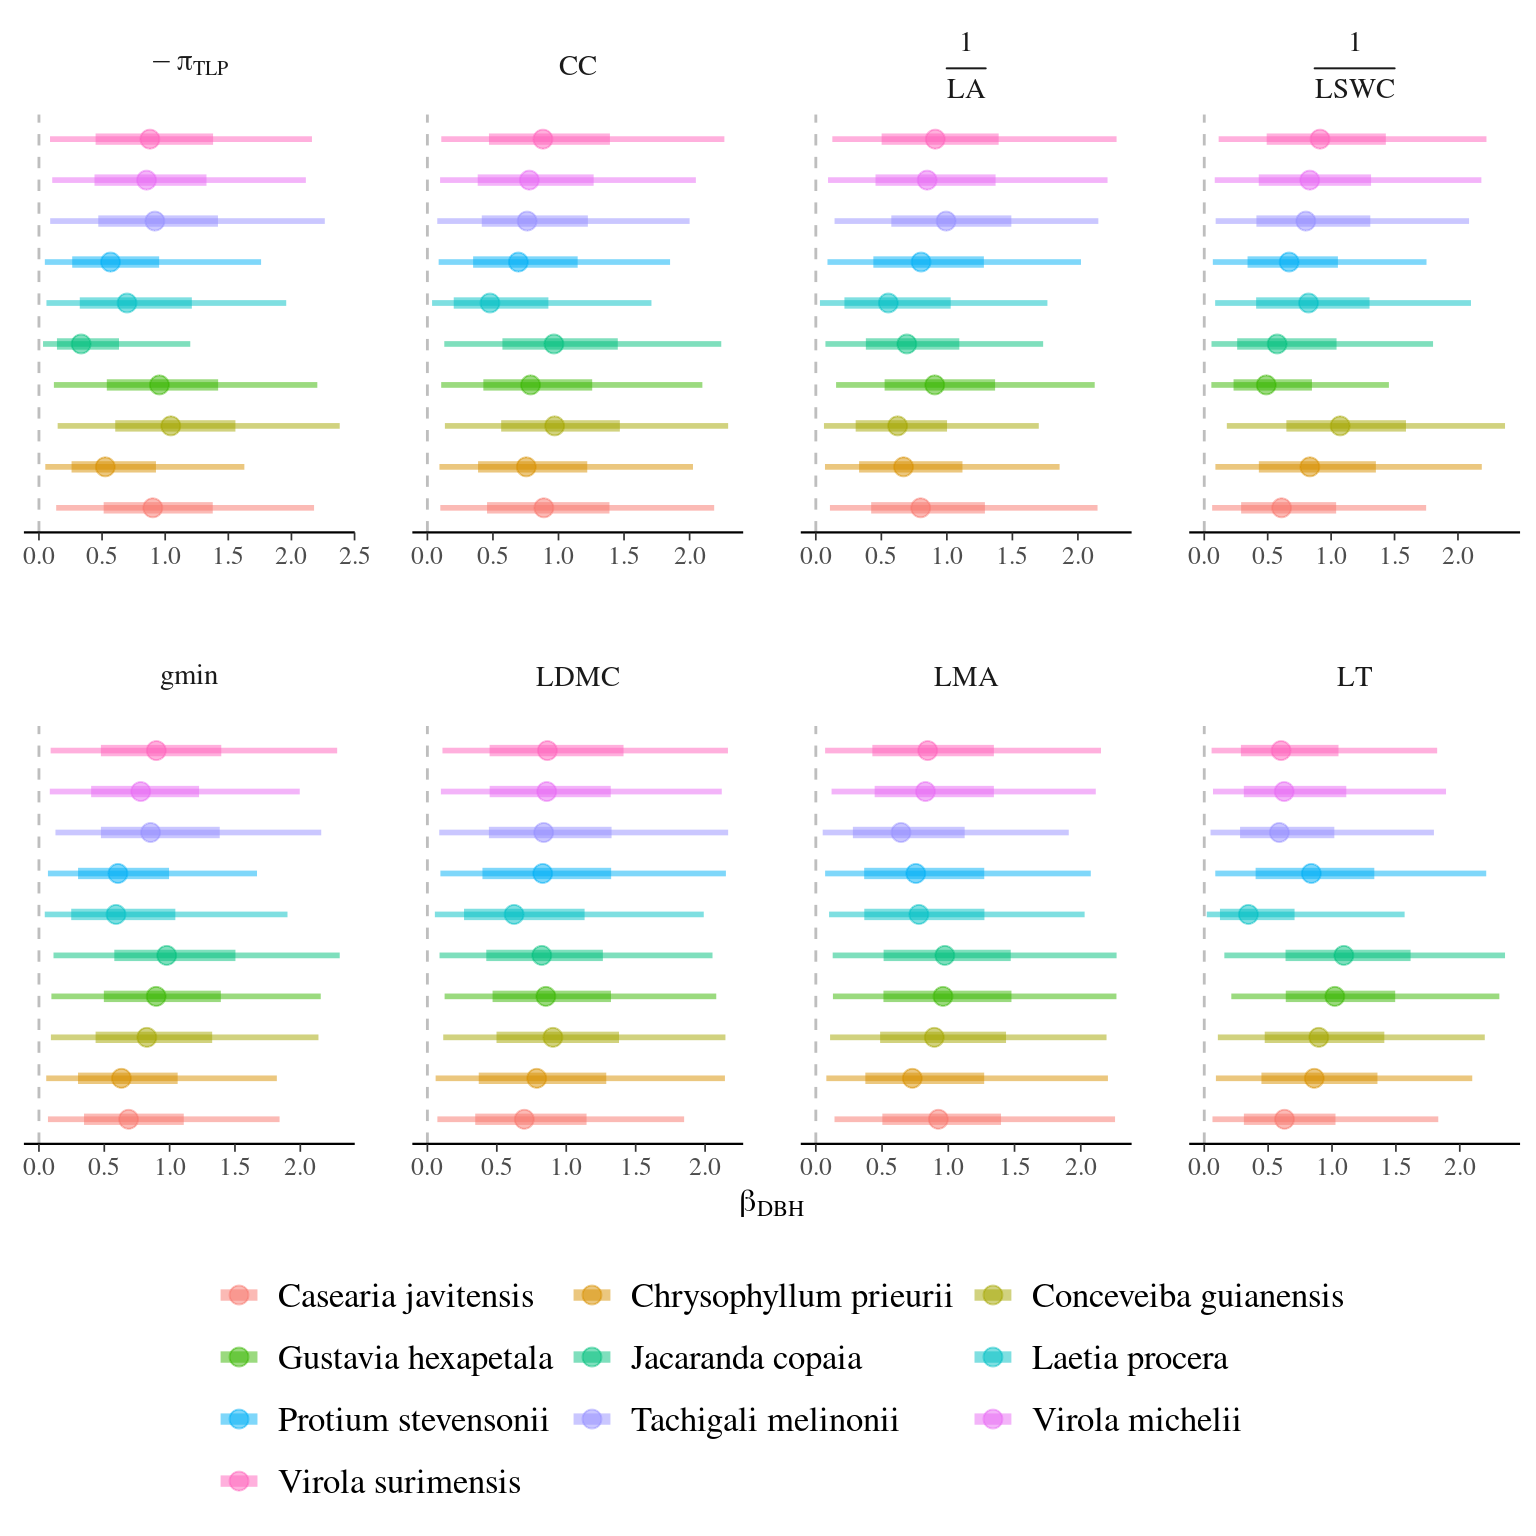 − πTLP
CC
1
LA
1
LSWC
0.0 0.5 1.0 1.5 2.0 2.5
0.0 0.5 1.0 1.5 2.0
0.0 0.5 1.0 1.5 2.0
0.0 0.5 1.0 1.5 2.0
gmin
LDMC
LMA
LT
0.0 0.5 1.0 1.5 2.0
0.0 0.5 1.0 1.5 2.0
0.0 0.5 1.0 1.5 2.0
0.0 0.5 1.0 1.5 2.0
βDBH
Casearia javitensis Chrysophyllum prieurii Conceveiba guianensis
Gustavia hexapetala Jacaranda copaia Laetia procera
Protium stevensonii Tachigali melinonii Virola michelii
Virola surimensis